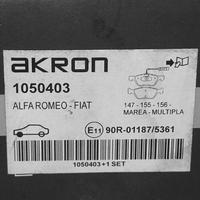 akron
1050403
ALFA ROMEO - FIAT
147 - 155 - 156 -
MAREA - MULTIPLA
E11 90R-01187/5361
1050403 +1 SET